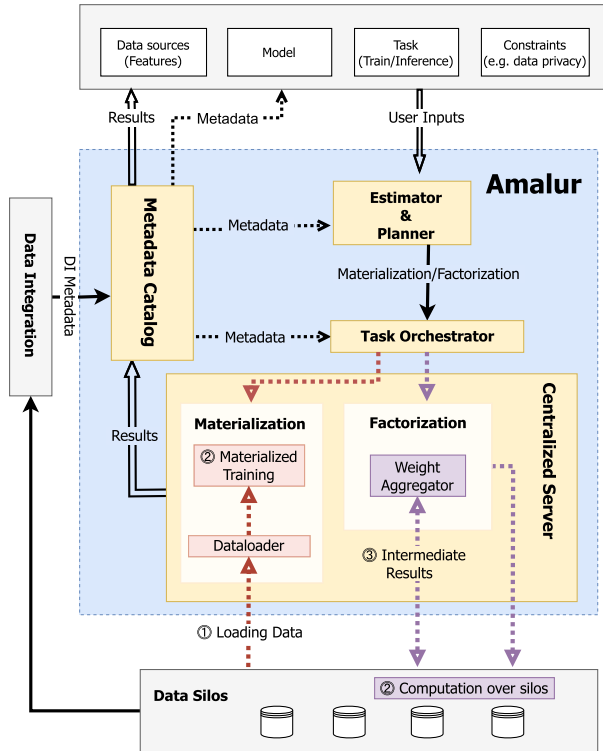 Data sources
(Features)
Model
Task
(Train/Inference)
Constraints
(e.g. data privacy)
Results
Metadata
User Inputs
Amalur
Metadata Catalog
Estimator
&
Planner
Metadata
Data Integration
DI Metadata
Materialization/Factorization
Metadata
Task Orchestrator
Centralized Server
Results
Materialization
② Materialized
Training
Dataloader
Factorization
Weight
Aggregator
③ Intermediate
Results
① Loading Data
② Computation over silos
Data Silos